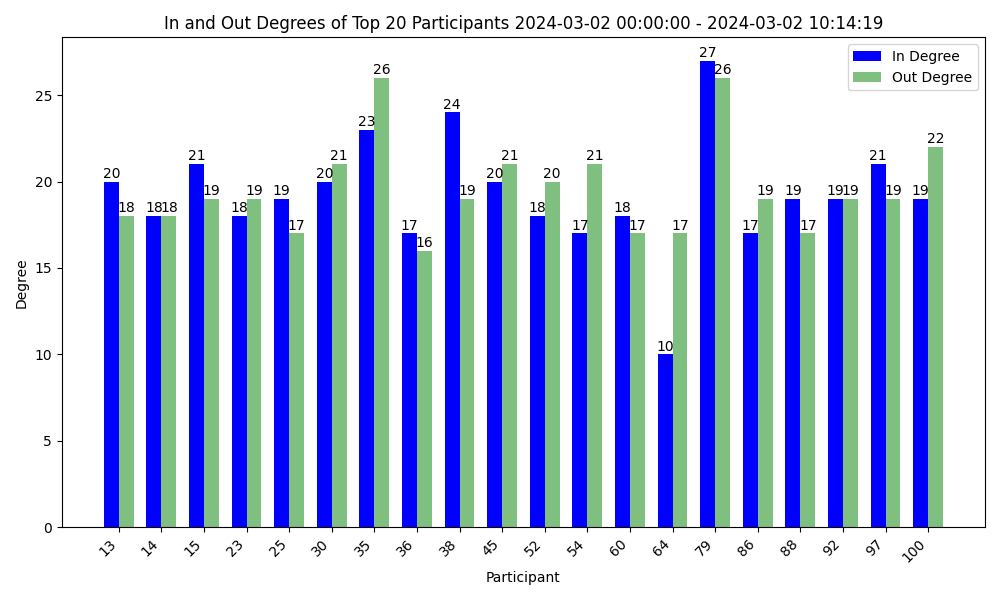 In and Out Degrees of Top 20 Participants 2024-03-02 00:00:00 - 2024-03-02 10:14:19
In Degree
Out Degree
Degree
25
20
15
10
5
0
20 18 18 18 21 19 18 19 19 17 20 21 23 26 17 16 24 19 20 21 18 20 17 21 18 17 10 17 27 26 17 19 19 17 19 19 21 19 19 22
13 14 15 23 25 30 35 36 38 45 52 54 60 64 79 86 88 92 97 100
Participant